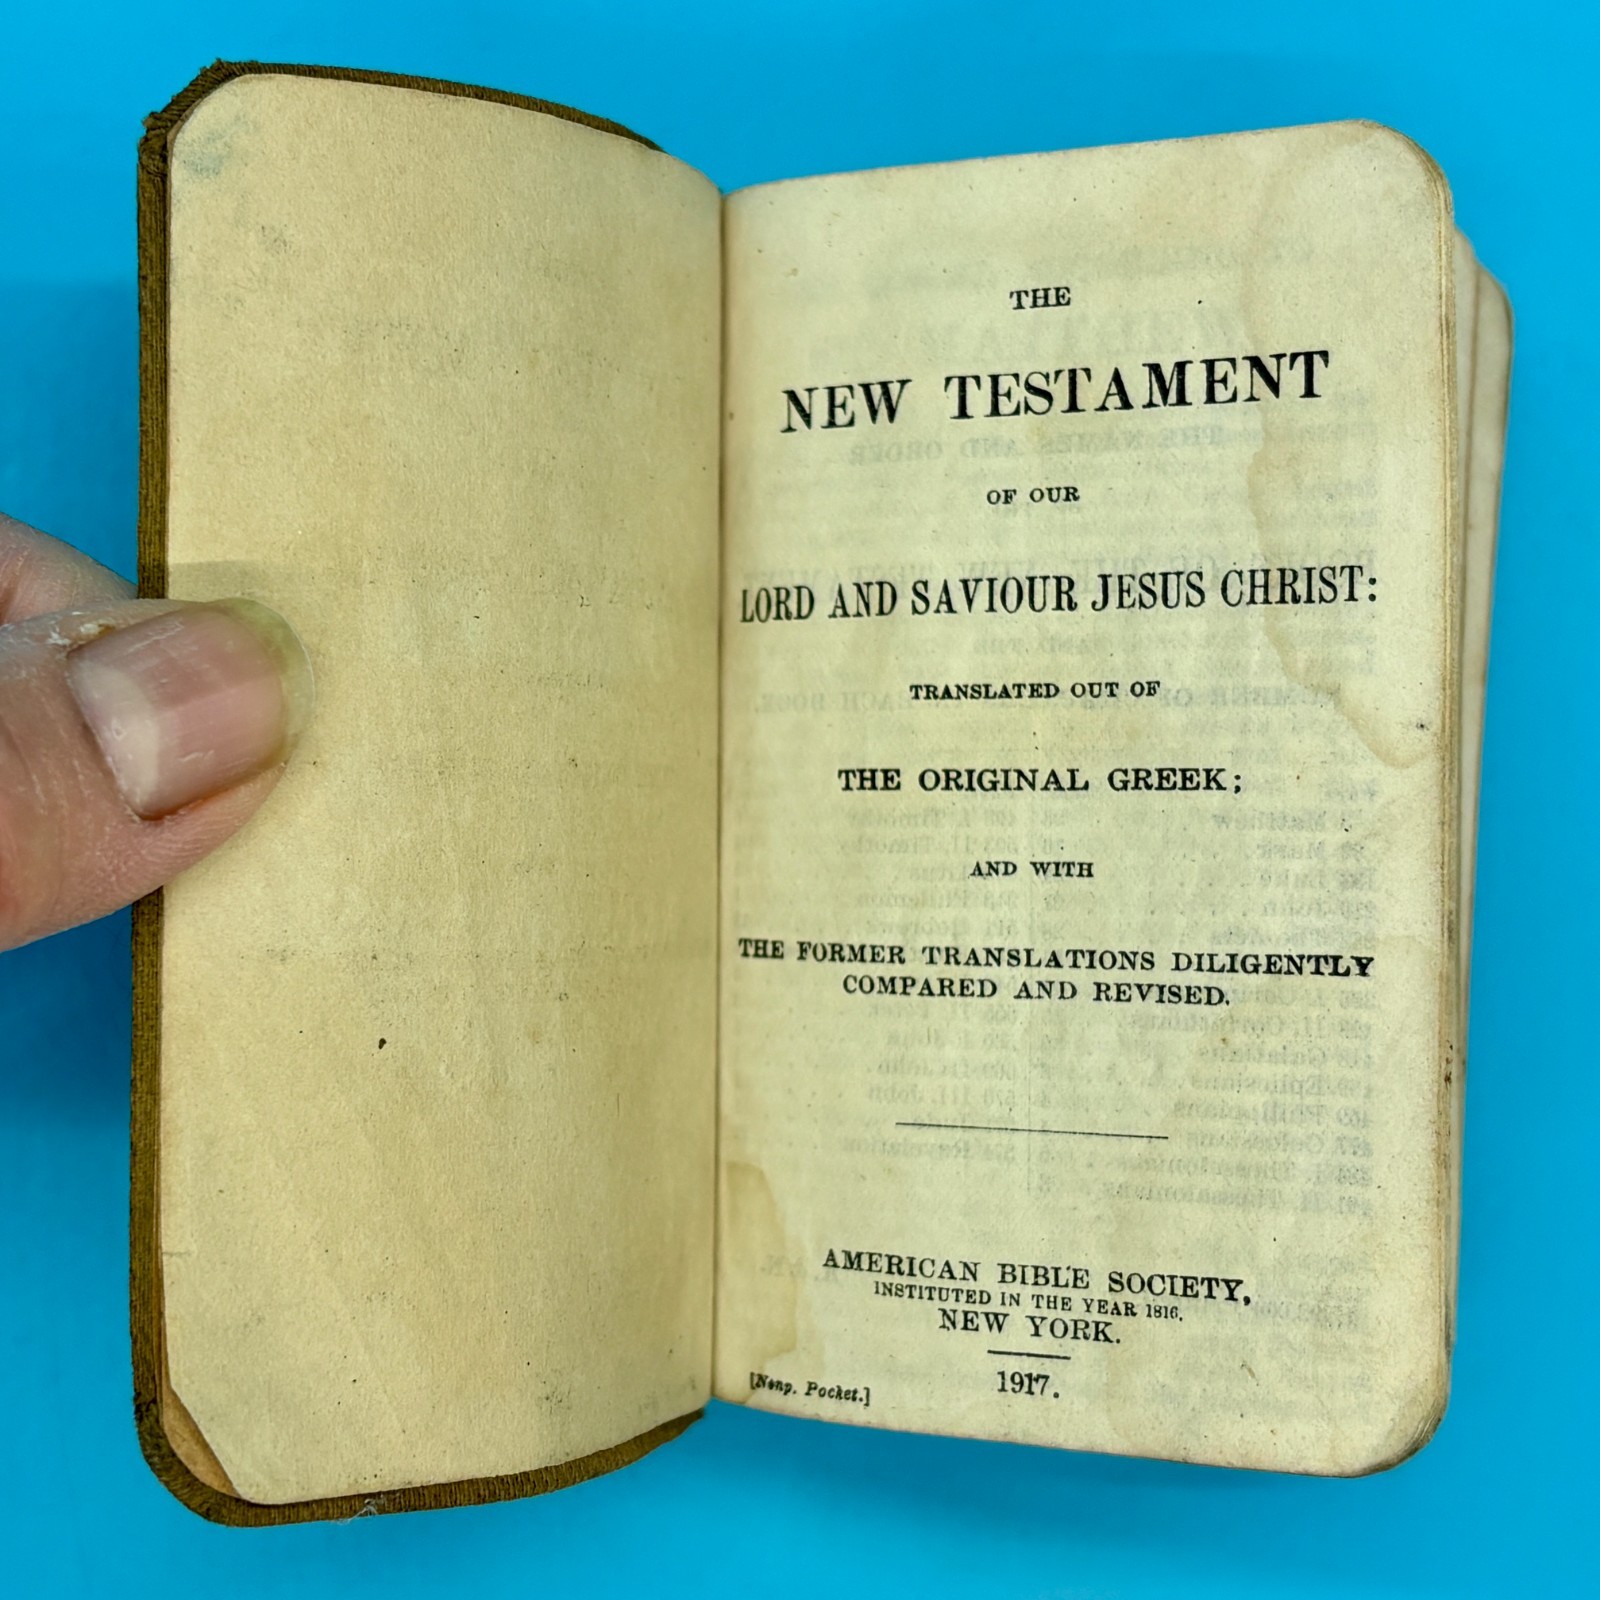 THE
NEW TESTAMENT
OF OUR
LORD AND SAVIOUR JESUS CHRIST:
TRANSLATED OUT OF
THE ORIGINAL GREEK;
AND WITH
THE FORMER TRANSLATIONS DILIGENTLY
COMPARED AND REVISED.
AMERICAN BIBLE SOCIETY,
INSTITUTED IN THE YEAR 1816.
NEW YORK.
1917.
[Nonp. Pocket.]